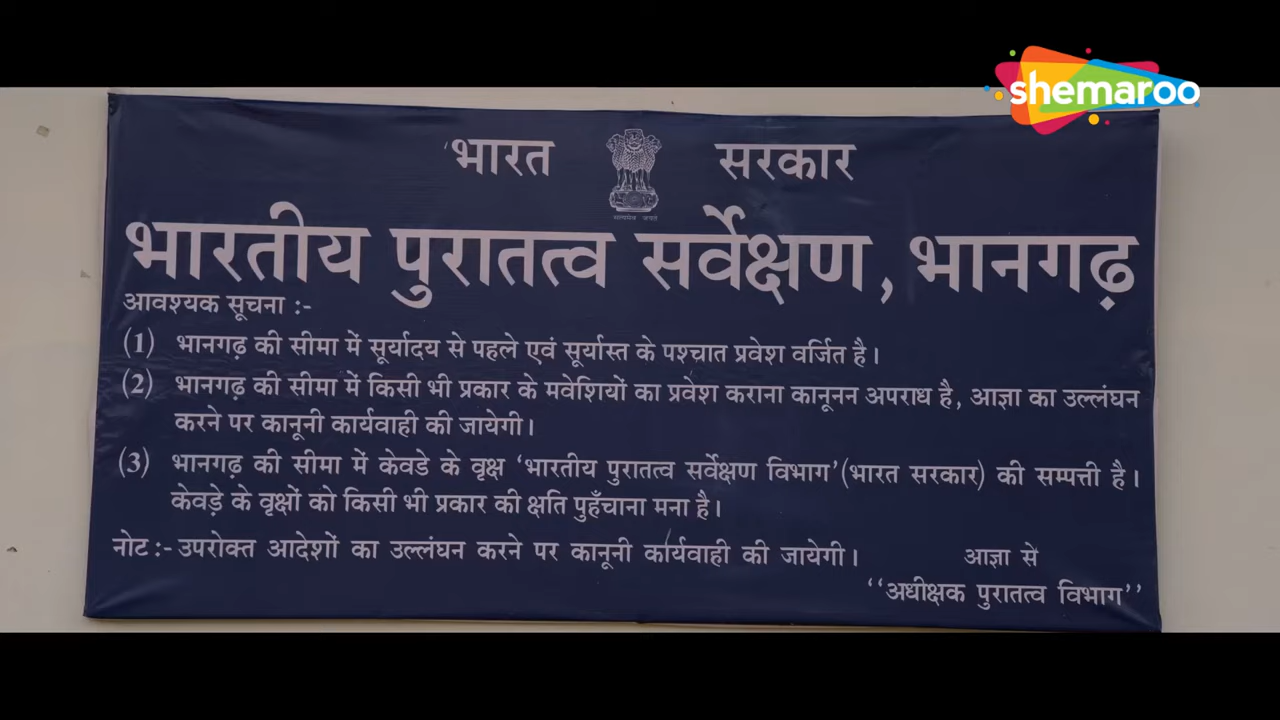 shemaroo
भारत सरकार
सत्यमेव जयते
भारतीय पुरातत्व सर्वेक्षण, भानगढ़
आवश्यक सूचना :-
(1) भानगढ़ की सीमा में सूर्योदय से पहले एवं सूर्यास्त के पश्चात प्रवेश वर्जित है।
(2) भानगढ़ की सीमा में किसी भी प्रकार के मवेशियों का प्रवेश कराना कानूनन अपराध है, आज्ञा का उल्लंघन
करने पर कानूनी कार्यवाही की जायेगी।
(3) भानगढ़ की सीमा में केवडे के वृक्ष 'भारतीय पुरातत्व सर्वेक्षण विभाग' (भारत सरकार) की सम्पत्ती है।
केवड़े के वृक्षों को किसी भी प्रकार की क्षति पुहँचाना मना है।
नोट :- उपरोक्त आदेशों का उल्लंघन करने पर कानूनी कार्यवाही की जायेगी।
आज्ञा से
‘‘अधीक्षक पुरातत्व विभाग’’